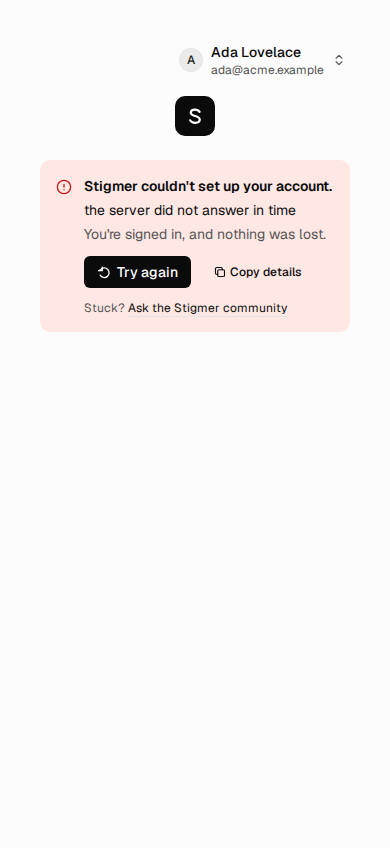 A
Ada Lovelace
ada@acme.example
S
Stigmer couldn't set up your account.
the server did not answer in time
You're signed in, and nothing was lost.
Try again
Copy details
Stuck? Ask the Stigmer community